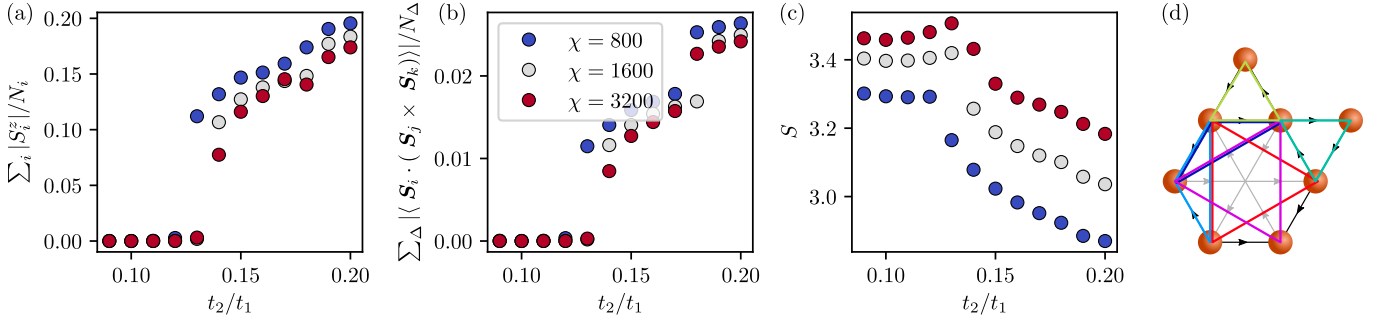 (a)
∑ᵢ |Sᵢᶻ|/Nᵢ
0.20
0.15
0.10
0.05
0.00
0.10 0.15 0.20
t₂/t₁
(b)
∑_Δ |⟨ 𝑺ᵢ · ( 𝑺ⱼ × 𝑺ₖ)⟩|/N_Δ
0.02
0.01
0.00
χ = 800
χ = 1600
χ = 3200
0.10 0.15 0.20
t₂/t₁
(c)
S
3.4
3.2
3.0
0.10 0.15 0.20
t₂/t₁
(d)